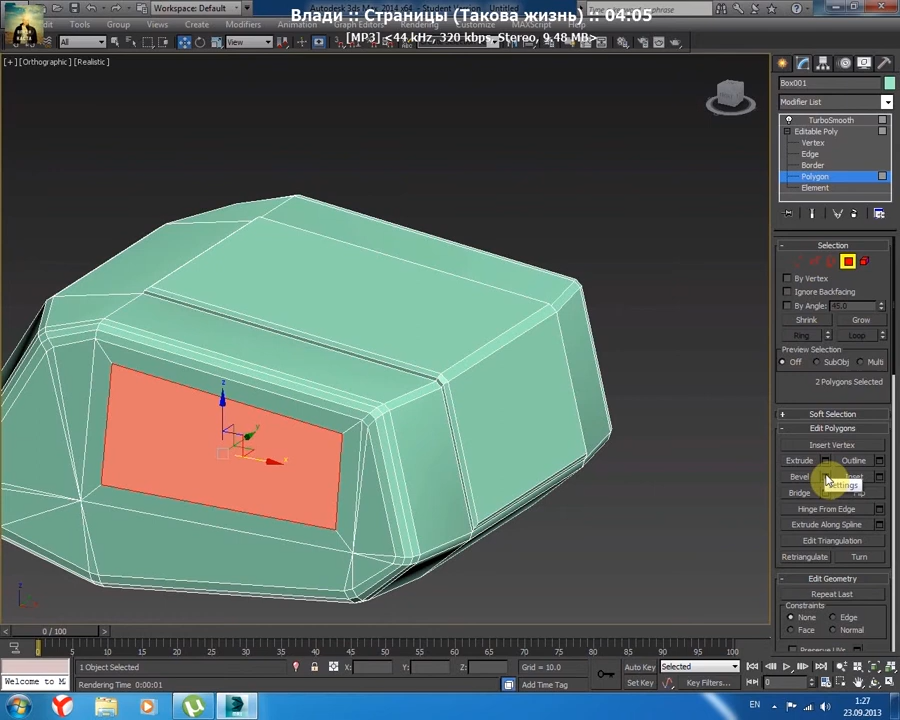 Влади :: Страницы (Такова жизнь) :: 04:05
[MP3] <44 kHz, 320 kbps, Stereo, 9.48 MB>
Workspace: Default
Autodesk 3ds Max
2014
Student Version
Untitled
Tools
Group
Views
Create
Modifiers
Animation
Graph Editors
Rendering
Customize
MAXScript
Help
All
View
[+] [Orthographic] [Realistic]
Box001
Modifier List
TurboSmooth
Editable Poly
Vertex
Edge
Border
Polygon
Element
Selection
By Vertex
Ignore Backfacing
By Angle: 45.0
Shrink Grow
Ring Loop
Preview Selection
Off SubObj Multi
2 Polygons Selected
Soft Selection
Edit Polygons
Insert Vertex
Extrude Outline
Bevel
Settings
Bridge Flip
Hinge From Edge
Extrude Along Spline
Edit Triangulation
Retriangulate Turn
Edit Geometry
Repeat Last
Constraints
None Edge
Face Normal
Preserve UVs
z
x
z
0 / 100
0 5 10 15 20 25 30 35 40 45 50 55 60 65 70 75 80 85 90 95 100
1 Object Selected
X: Y: Z: Grid = 10.0
Auto Key Selected
Welcome to M
Rendering Time 0:00:01
Add Time Tag
Set Key Key Filters...
0
EN
1:27
23.09.2013